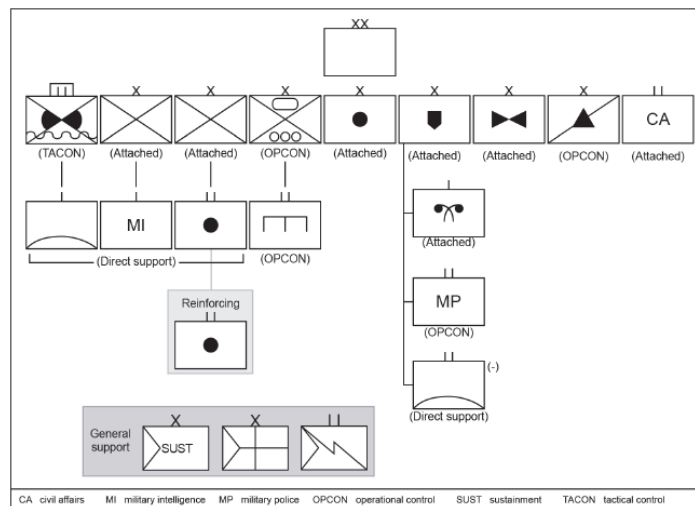 XX
II X X X X X X X II
CA
(TACON) (Attached) (Attached) (OPCON) (Attached) (Attached) (Attached) (OPCON) (Attached)
I I II II I
MI
(Attached)
(Direct support) (OPCON)
Reinforcing
II II
MP
(OPCON)
II (-)
(Direct support)
General support
X X II
SUST
CA civil affairs MI military intelligence MP military police OPCON operational control SUST sustainment TACON tactical control